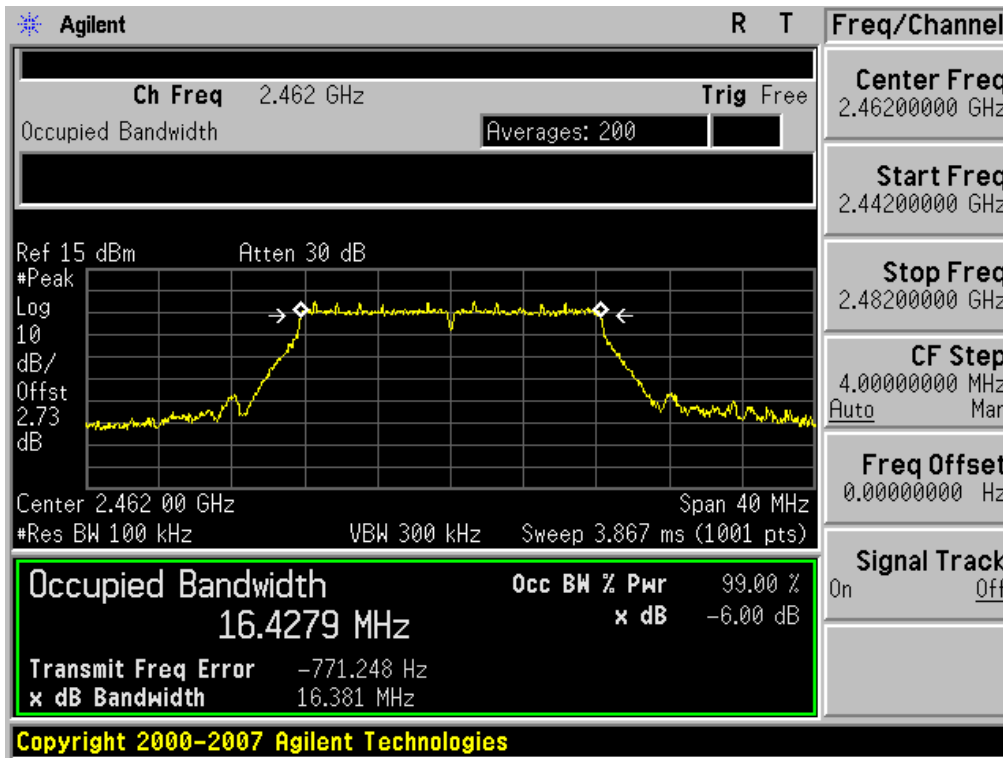 Agilent R T
Freq/Channel
Ch Freq 2.462 GHz Trig Free
Occupied Bandwidth Averages: 200
Ref 15 dBm Atten 30 dB
#Peak
Log
10
dB/
Offst
2.73
dB
Center 2.462 00 GHz Span 40 MHz
#Res BW 100 kHz VBW 300 kHz Sweep 3.867 ms (1001 pts)
Occupied Bandwidth Occ BW % Pwr 99.00 %
16.4279 MHz x dB -6.00 dB
Transmit Freq Error -771.248 Hz
x dB Bandwidth 16.381 MHz
Copyright 2000-2007 Agilent Technologies
Center Freq
2.46200000 GHz
Start Freq
2.44200000 GHz
Stop Freq
2.48200000 GHz
CF Step
4.00000000 MHz
Auto Man
Freq Offset
0.00000000 Hz
Signal Track
On Off